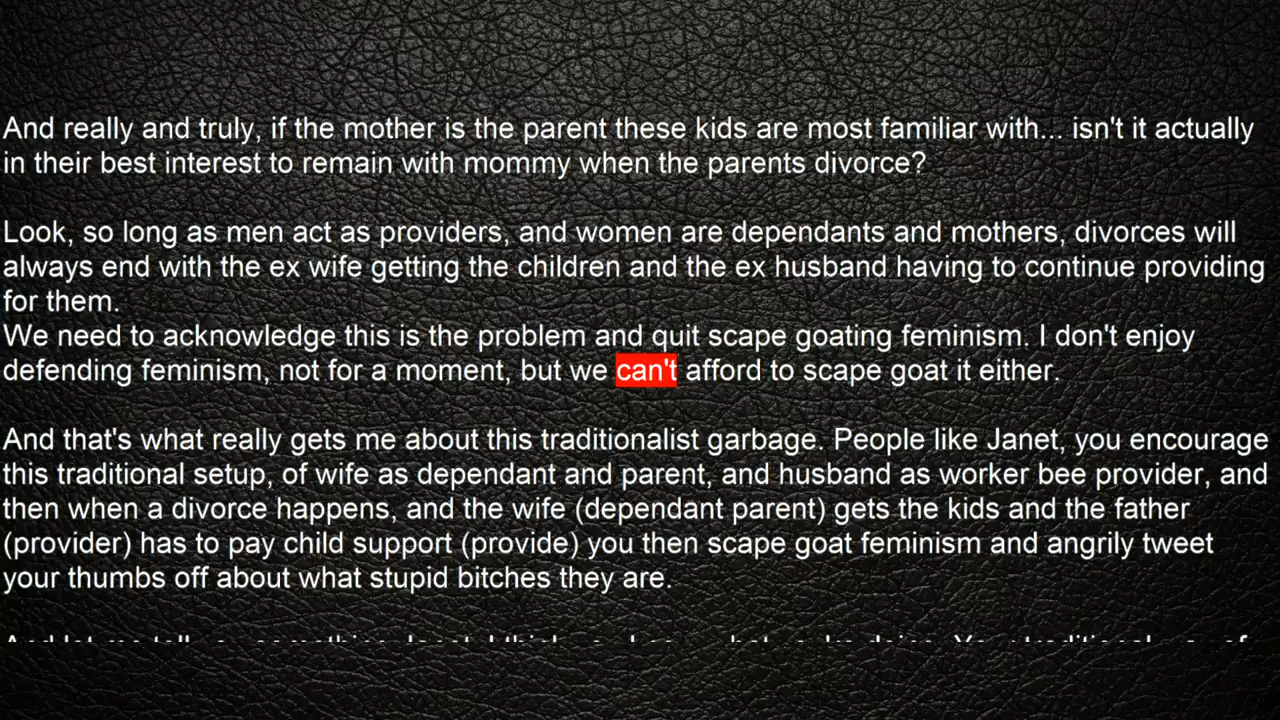 And really and truly, if the mother is the parent these kids are most familiar with... isn't it actually
in their best interest to remain with mommy when the parents divorce?
Look, so long as men act as providers, and women are dependants and mothers, divorces will
always end with the ex wife getting the children and the ex husband having to continue providing
for them.
We need to acknowledge this is the problem and quit scape goating feminism. I don't enjoy
defending feminism, not for a moment, but we can't afford to scape goat it either.
And that's what really gets me about this traditionalist garbage. People like Janet, you encourage
this traditional setup, of wife as dependant and parent, and husband as worker bee provider, and
then when a divorce happens, and the wife (dependant parent) gets the kids and the father
(provider) has to pay child support (provide) you then scape goat feminism and angrily tweet
your thumbs off about what stupid bitches they are.